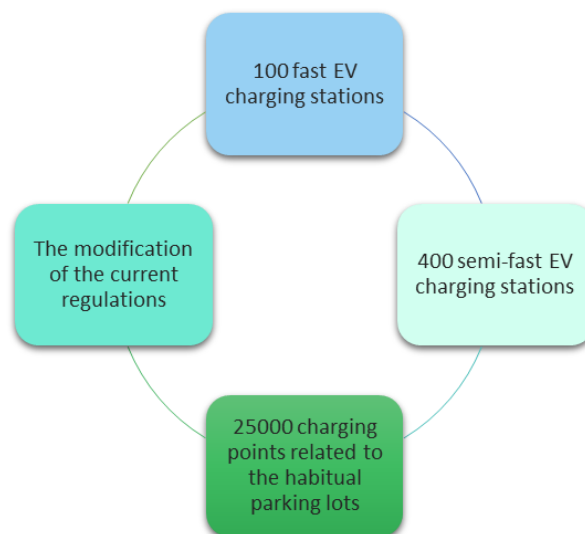 100 fast EV
charging stations
The modification
of the current
regulations
400 semi-fast EV
charging stations
25000 charging
points related to
the habitual
parking lots